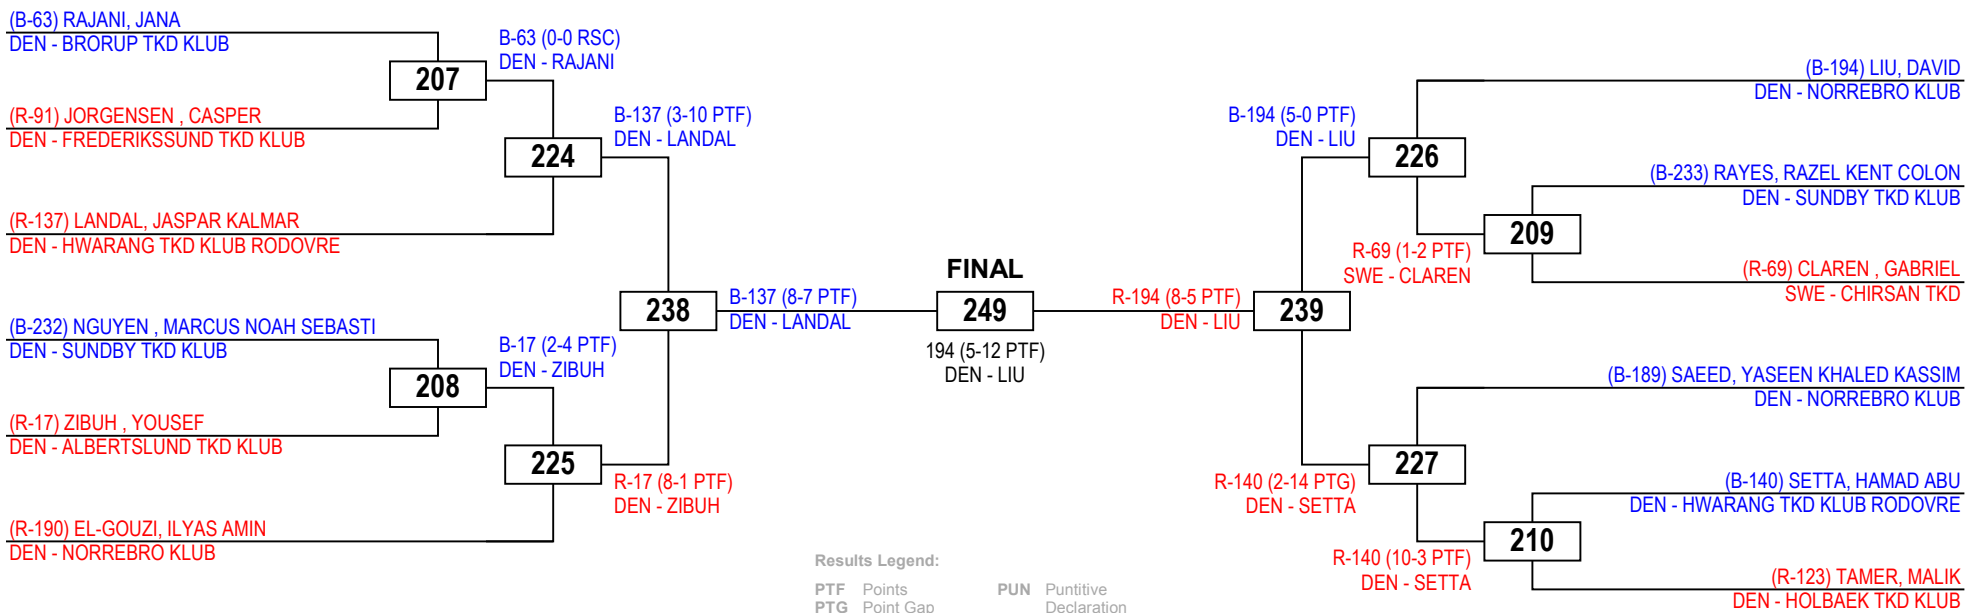 (B-63) RAJANI, JANA
DEN - BRORUP TKD KLUB
B-63 (0-0 RSC)
DEN - RAJANI
207
(R-91) JORGENSEN , CASPER
DEN - FREDERIKSSUND TKD KLUB
B-137 (3-10 PTF)
DEN - LANDAL
224
(R-137) LANDAL, JASPAR KALMAR
DEN - HWARANG TKD KLUB RODOVRE
238
B-137 (8-7 PTF)
DEN - LANDAL
(B-232) NGUYEN , MARCUS NOAH SEBASTI
DEN - SUNDBY TKD KLUB
B-17 (2-4 PTF)
DEN - ZIBUH
208
(R-17) ZIBUH , YOUSEF
DEN - ALBERTSLUND TKD KLUB
225
R-17 (8-1 PTF)
DEN - ZIBUH
(R-190) EL-GOUZI, ILYAS AMIN
DEN - NORREBRO KLUB
FINAL
249
194 (5-12 PTF)
DEN - LIU
(B-194) LIU, DAVID
DEN - NORREBRO KLUB
B-194 (5-0 PTF)
DEN - LIU
226
(B-233) RAYES, RAZEL KENT COLON
DEN - SUNDBY TKD KLUB
209
R-69 (1-2 PTF)
SWE - CLAREN
(R-69) CLAREN , GABRIEL
SWE - CHIRSAN TKD
R-194 (8-5 PTF)
DEN - LIU
239
(B-189) SAEED, YASEEN KHALED KASSIM
DEN - NORREBRO KLUB
227
R-140 (2-14 PTG)
DEN - SETTA
(B-140) SETTA, HAMAD ABU
DEN - HWARANG TKD KLUB RODOVRE
210
R-140 (10-3 PTF)
DEN - SETTA
(R-123) TAMER, MALIK
DEN - HOLBAEK TKD KLUB
Results Legend:
PTF Points PUN Puntitive
PTG Point Gap Declaration